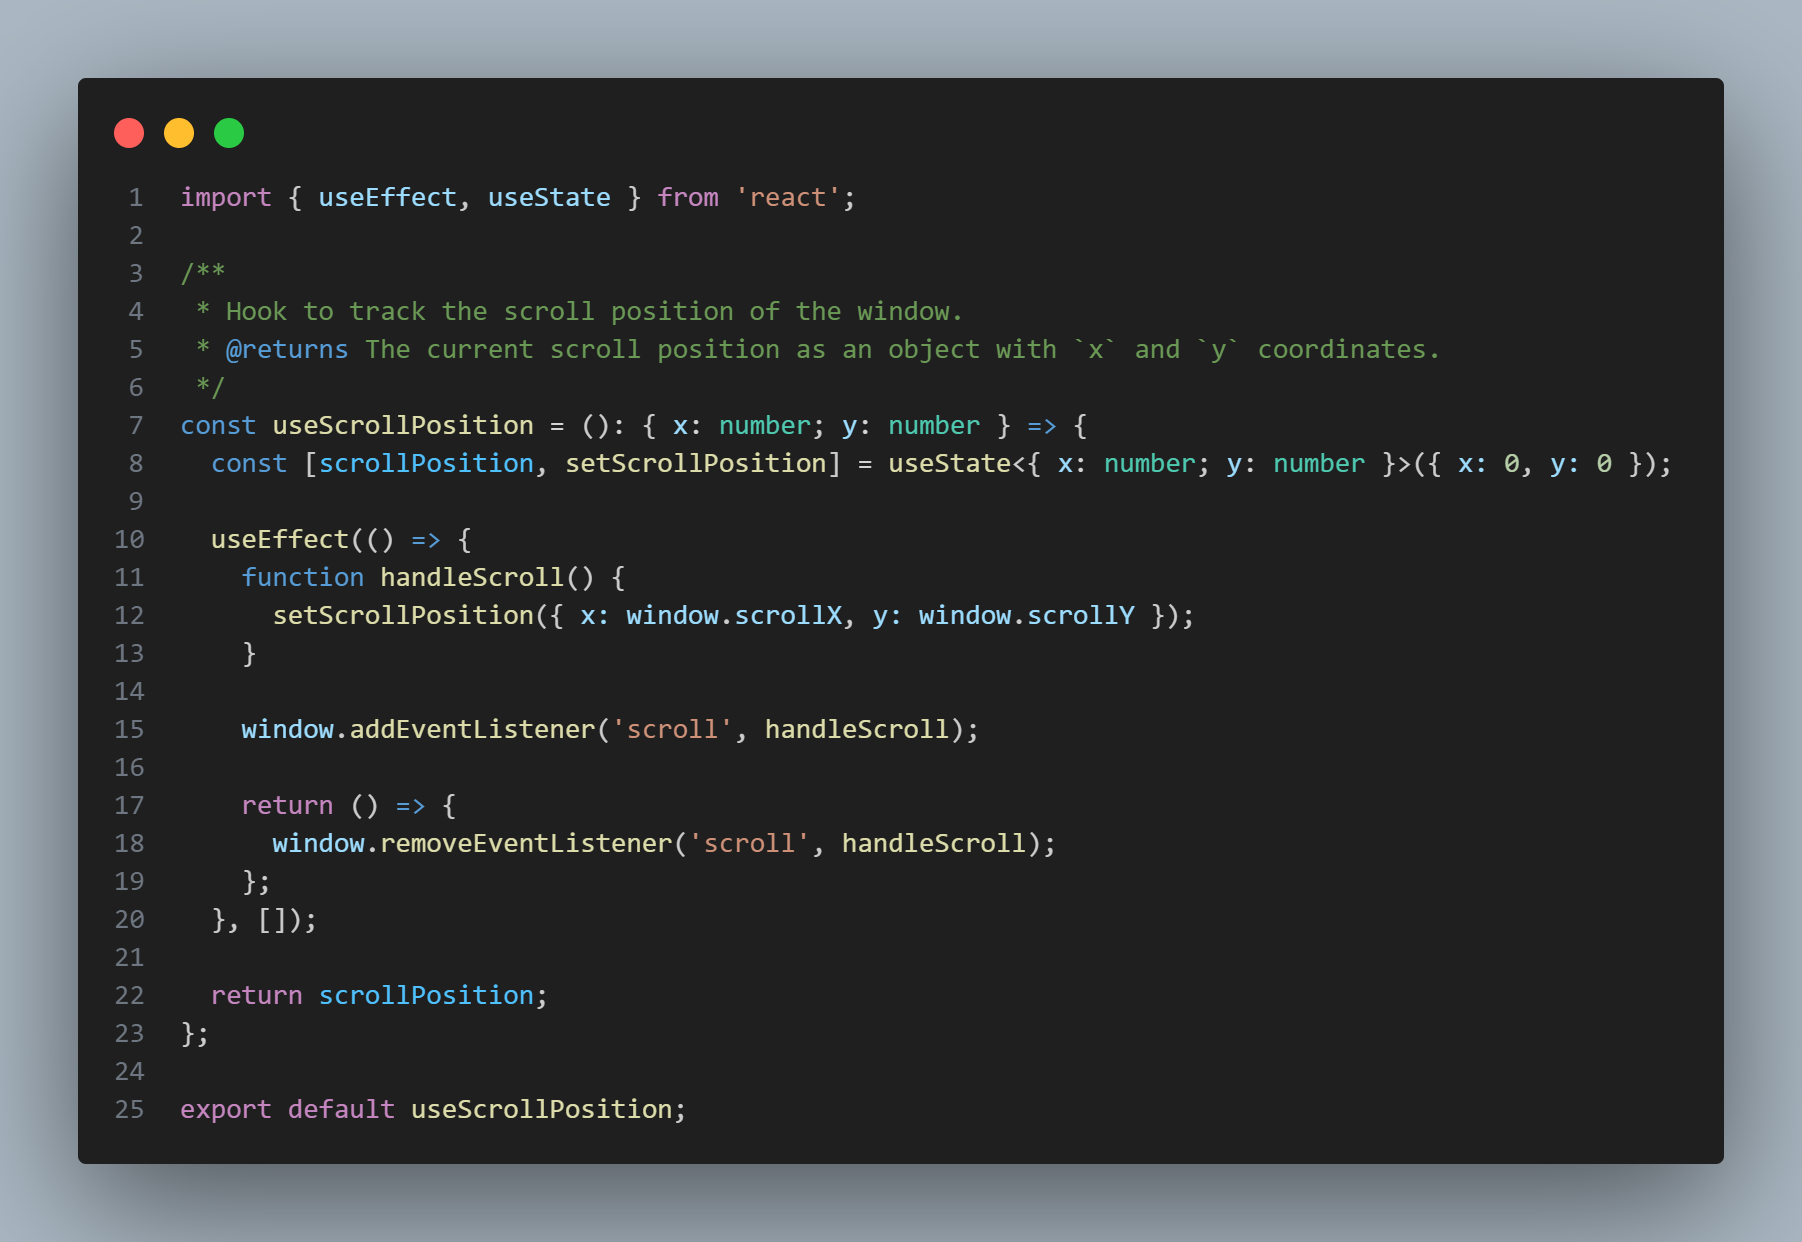 1 import { useEffect, useState } from 'react';
2
3 /**
4  * Hook to track the scroll position of the window.
5  * @returns The current scroll position as an object with `x` and `y` coordinates.
6  */
7 const useScrollPosition = (): { x: number; y: number } => {
8   const [scrollPosition, setScrollPosition] = useState<{ x: number; y: number }>({ x: 0, y: 0 });
9
10   useEffect(() => {
11     function handleScroll() {
12       setScrollPosition({ x: window.scrollX, y: window.scrollY });
13     }
14
15     window.addEventListener('scroll', handleScroll);
16
17     return () => {
18       window.removeEventListener('scroll', handleScroll);
19     };
20   }, []);
21
22   return scrollPosition;
23 };
24
25 export default useScrollPosition;